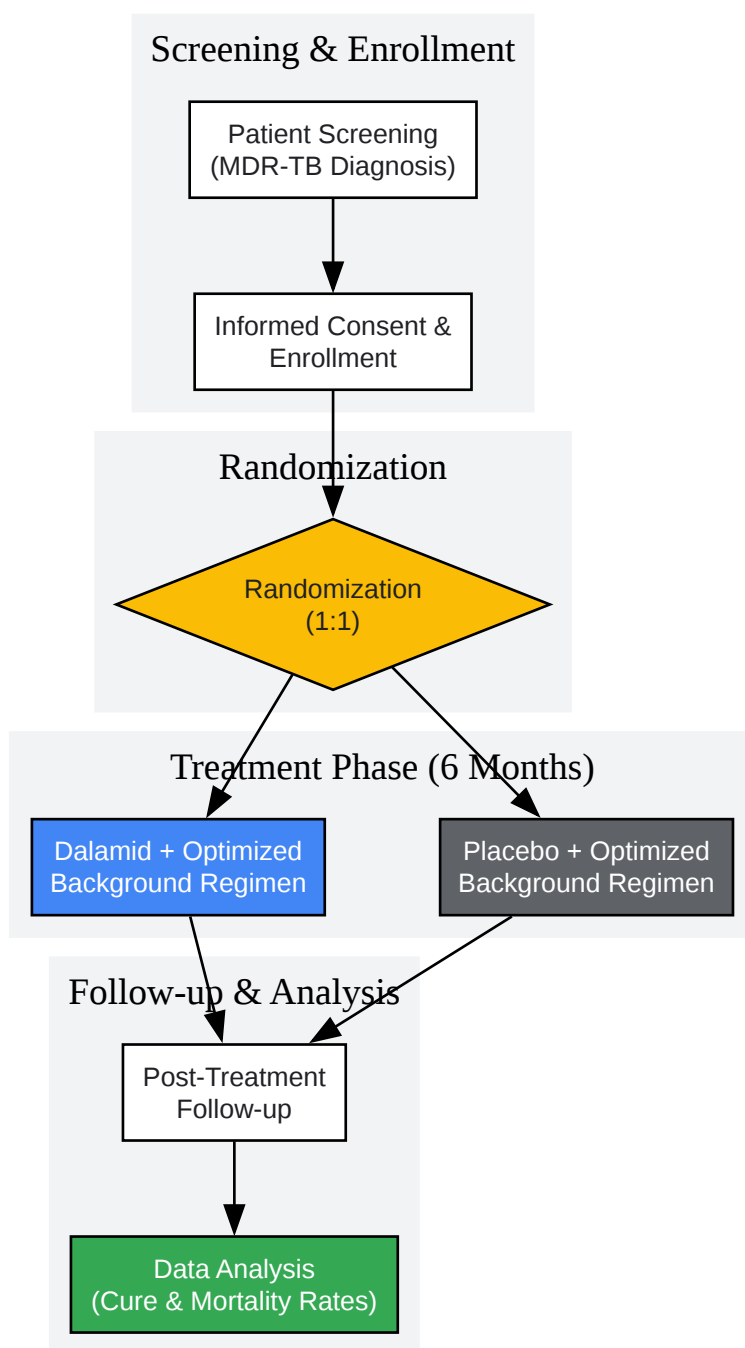 Screening & Enrollment
Patient Screening
(MDR-TB Diagnosis)
Informed Consent &
Enrollment
Randomization
Randomization
(1:1)
Treatment Phase (6 Months)
Dalamid + Optimized
Background Regimen
Placebo + Optimized
Background Regimen
Follow-up & Analysis
Post-Treatment
Follow-up
Data Analysis
(Cure & Mortality Rates)